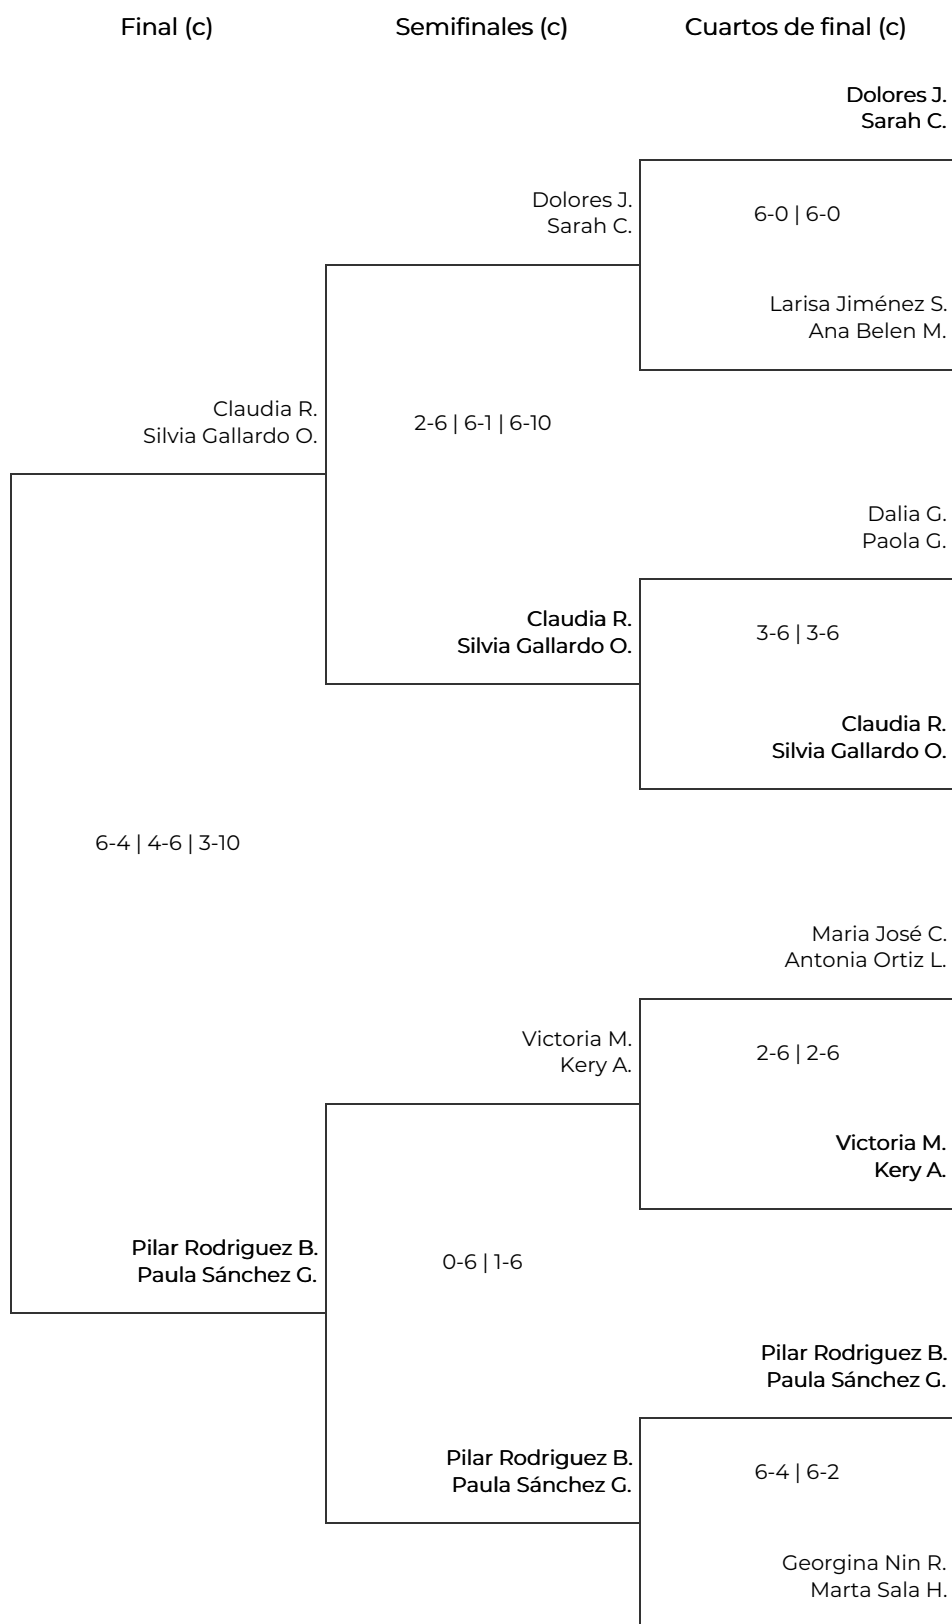 Final (c)
Semifinales (c)
Cuartos de final (c)
Dolores J.
Sarah C.
Dolores J.
Sarah C.
6-0 | 6-0
Larisa Jiménez S.
Ana Belen M.
Claudia R.
Silvia Gallardo O.
2-6 | 6-1 | 6-10
Dalia G.
Paola G.
Claudia R.
Silvia Gallardo O.
3-6 | 3-6
Claudia R.
Silvia Gallardo O.
6-4 | 4-6 | 3-10
Maria José C.
Antonia Ortiz L.
Victoria M.
Kery A.
2-6 | 2-6
Victoria M.
Kery A.
Pilar Rodriguez B.
Paula Sánchez G.
0-6 | 1-6
Pilar Rodriguez B.
Paula Sánchez G.
Pilar Rodriguez B.
Paula Sánchez G.
6-4 | 6-2
Georgina Nin R.
Marta Sala H.